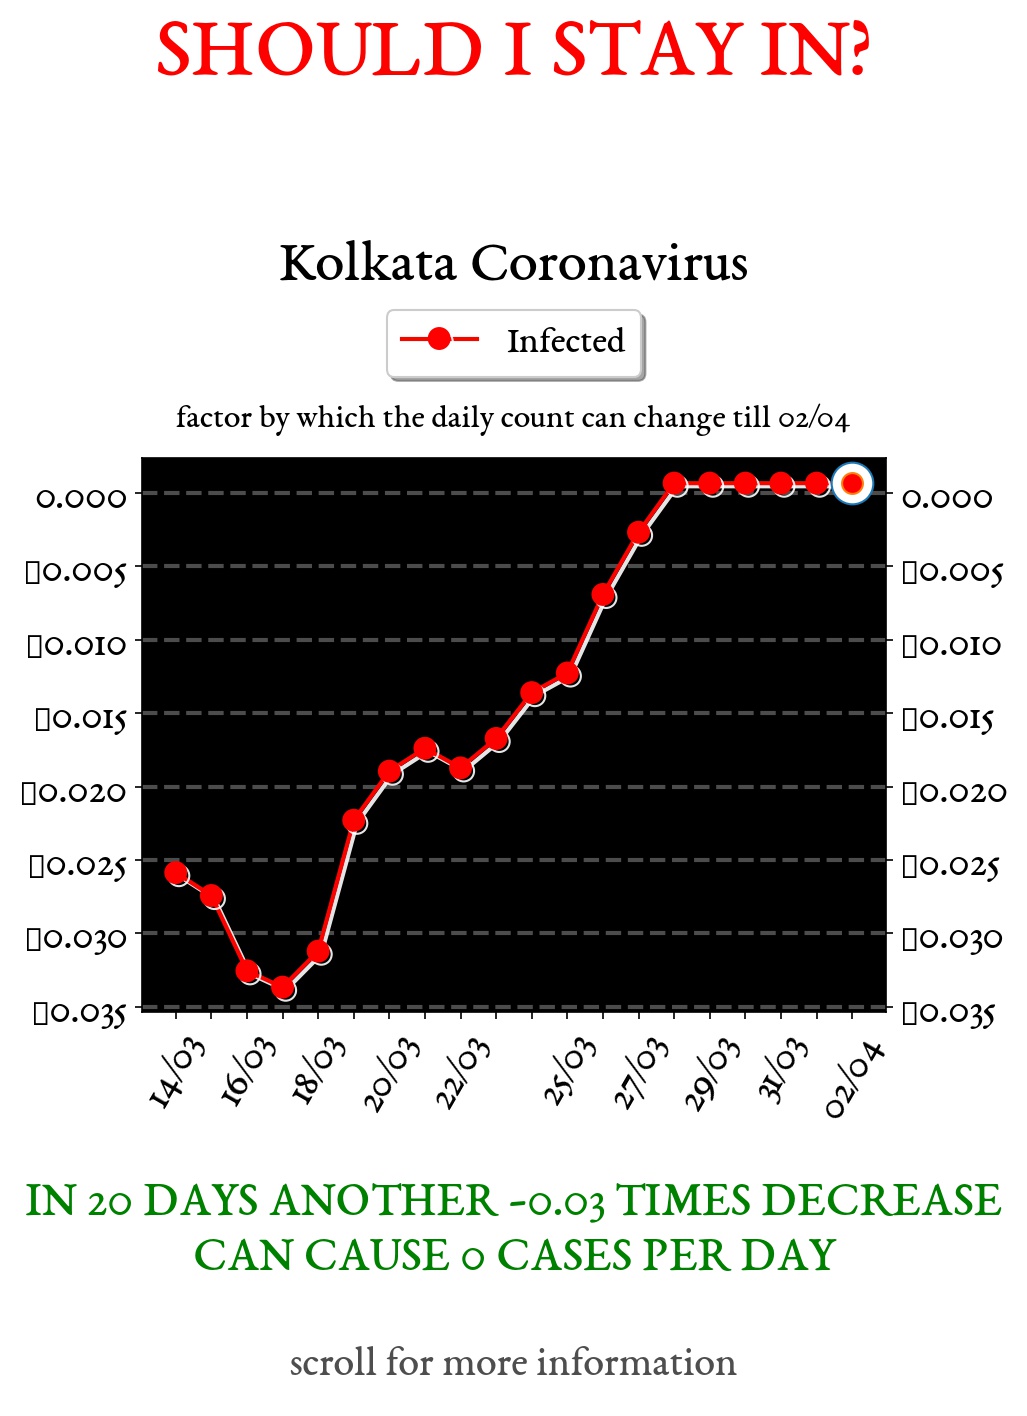 SHOULD I STAY IN?
Kolkata Coronavirus
Infected
factor by which the daily count can change till 02/04
0.000 0.000
▯0.005 ▯0.005
▯0.010 ▯0.010
▯0.015 ▯0.015
▯0.020 ▯0.020
▯0.025 ▯0.025
▯0.030 ▯0.030
▯0.035 ▯0.035
14/03 16/03 18/03 20/03 22/03 25/03 27/03 29/03 31/03 02/04
IN 20 DAYS ANOTHER -0.03 TIMES DECREASE
CAN CAUSE 0 CASES PER DAY
scroll for more information